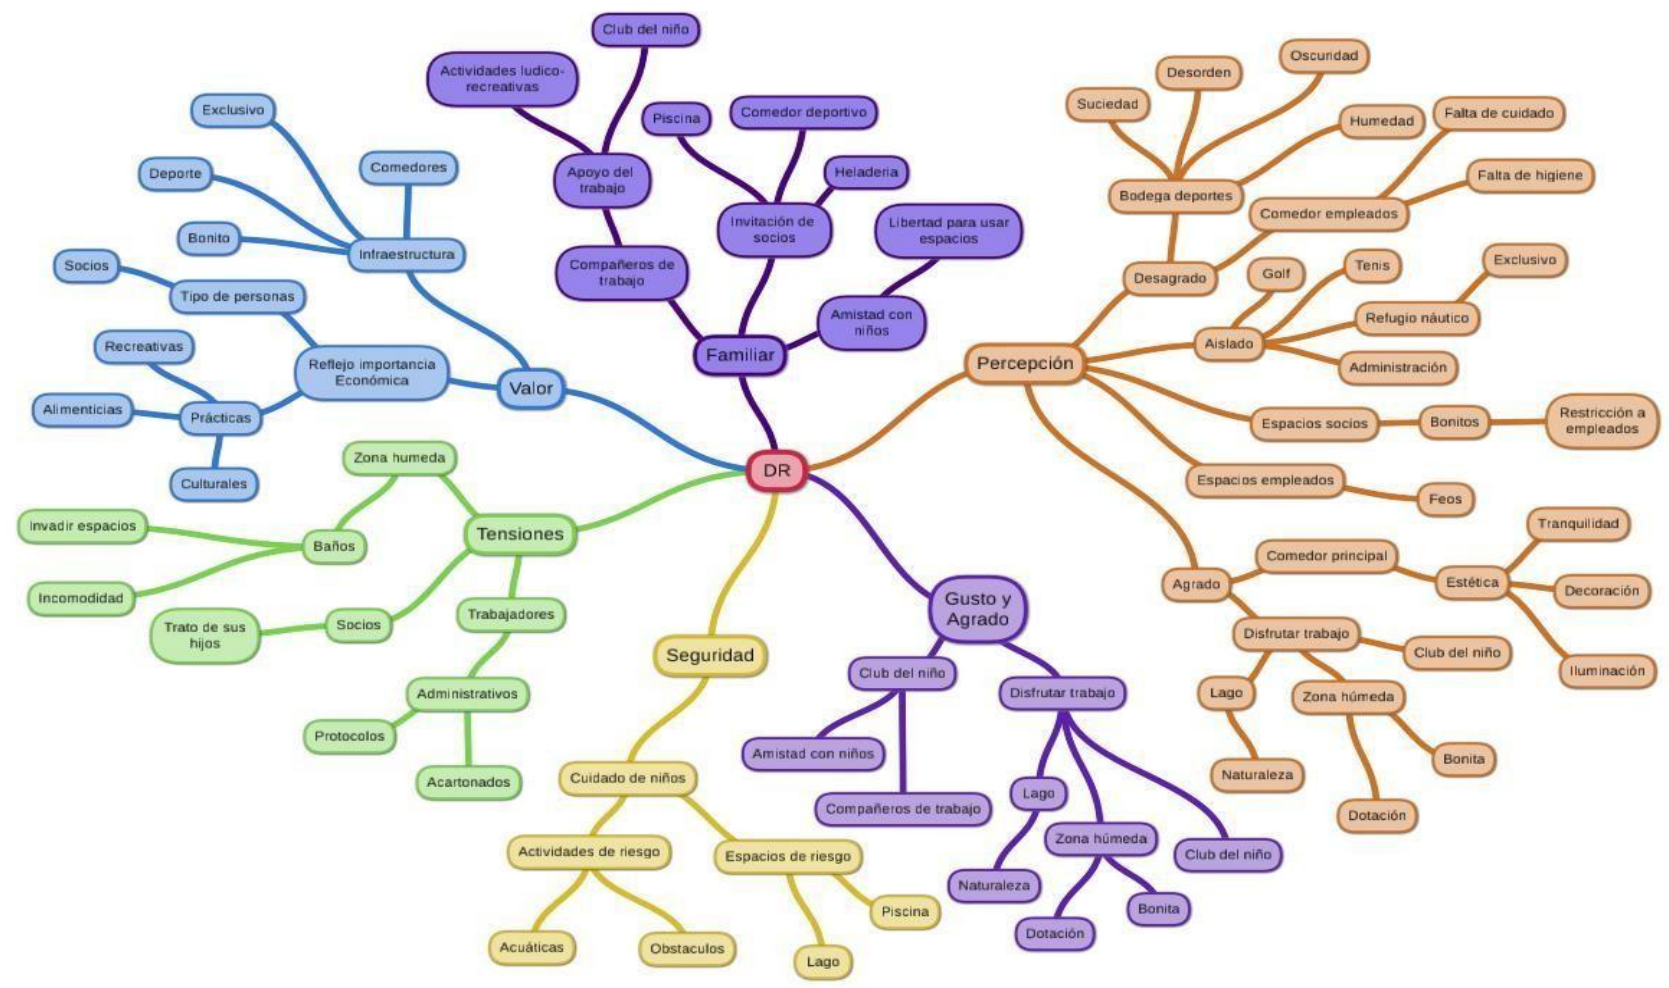 DR
Valor
Infraestructura
Exclusivo
Deporte
Bonito
Comedores
Reflejo importancia
Económica
Tipo de personas
Socios
Prácticas
Recreativas
Alimenticias
Culturales
Familiar
Compañeros de
trabajo
Apoyo del
trabajo
Actividades ludico-
recreativas
Club del niño
Invitación de
socios
Piscina
Comedor deportivo
Heladeria
Amistad con
niños
Libertad para usar
espacios
Percepción
Desagrado
Bodega deportes
Suciedad
Desorden
Oscuridad
Humedad
Comedor empleados
Falta de cuidado
Falta de higiene
Aislado
Golf
Tenis
Refugio náutico
Exclusivo
Administración
Espacios socios
Bonitos
Restricción a
empleados
Espacios empleados
Feos
Agrado
Comedor principal
Estética
Tranquilidad
Decoración
Iluminación
Disfrutar trabajo
Club del niño
Lago
Naturaleza
Zona húmeda
Bonita
Dotación
Gusto y
Agrado
Club del niño
Amistad con niños
Compañeros de trabajo
Disfrutar trabajo
Lago
Naturaleza
Zona húmeda
Dotación
Bonita
Club del niño
Seguridad
Cuidado de niños
Actividades de riesgo
Acuáticas
Obstaculos
Espacios de riesgo
Piscina
Lago
Tensiones
Zona humeda
Baños
Invadir espacios
Incomodidad
Socios
Trato de sus
hijos
Trabajadores
Administrativos
Protocolos
Acartonados